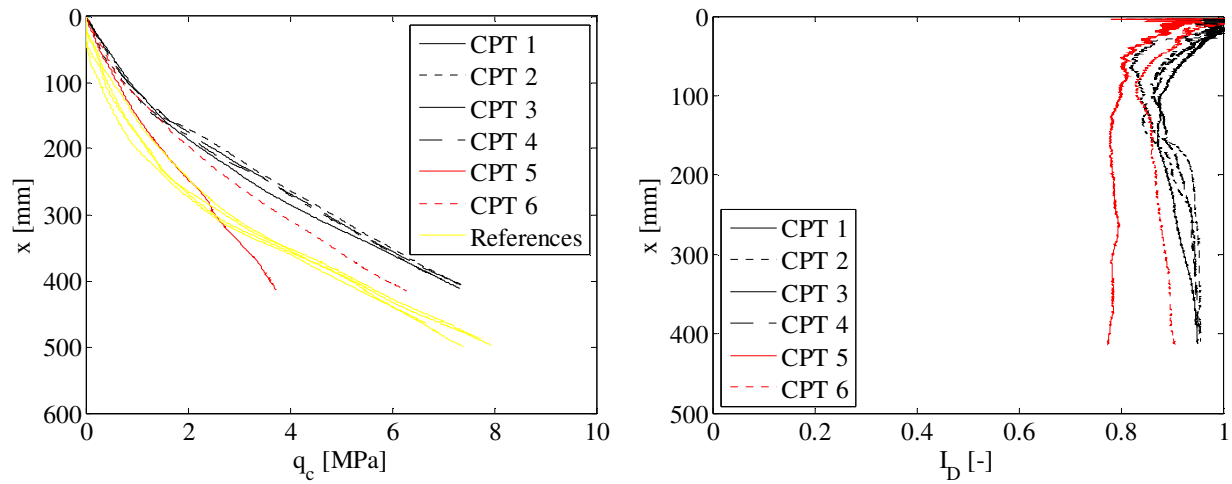 0
100
200
300
400
500
600
x [mm]
0
2
4
6
8
10
q_c [MPa]
CPT 1
CPT 2
CPT 3
CPT 4
CPT 5
CPT 6
References
0
100
200
300
400
500
x [mm]
0
0.2
0.4
0.6
0.8
1
I_D [-]
CPT 1
CPT 2
CPT 3
CPT 4
CPT 5
CPT 6